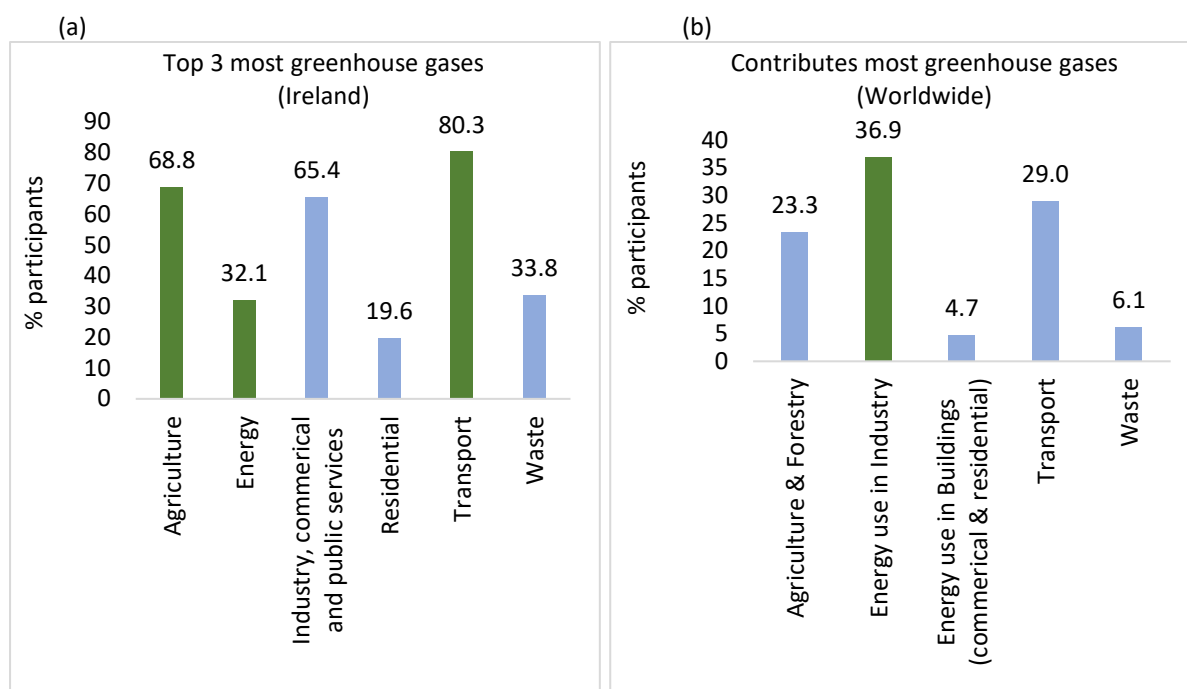 (a)
Top 3 most greenhouse gases
(Ireland)
% participants
90
80
70
60
50
40
30
20
10
0
68.8
32.1
65.4
19.6
80.3
33.8
Agriculture
Energy
Industry, commerical
and public services
Residential
Transport
Waste
(b)
Contributes most greenhouse gases
(Worldwide)
% participants
40
35
30
25
20
15
10
5
0
23.3
36.9
4.7
29.0
6.1
Agriculture & Forestry
Energy use in Industry
Energy use in Buildings
(commerical & residential)
Transport
Waste